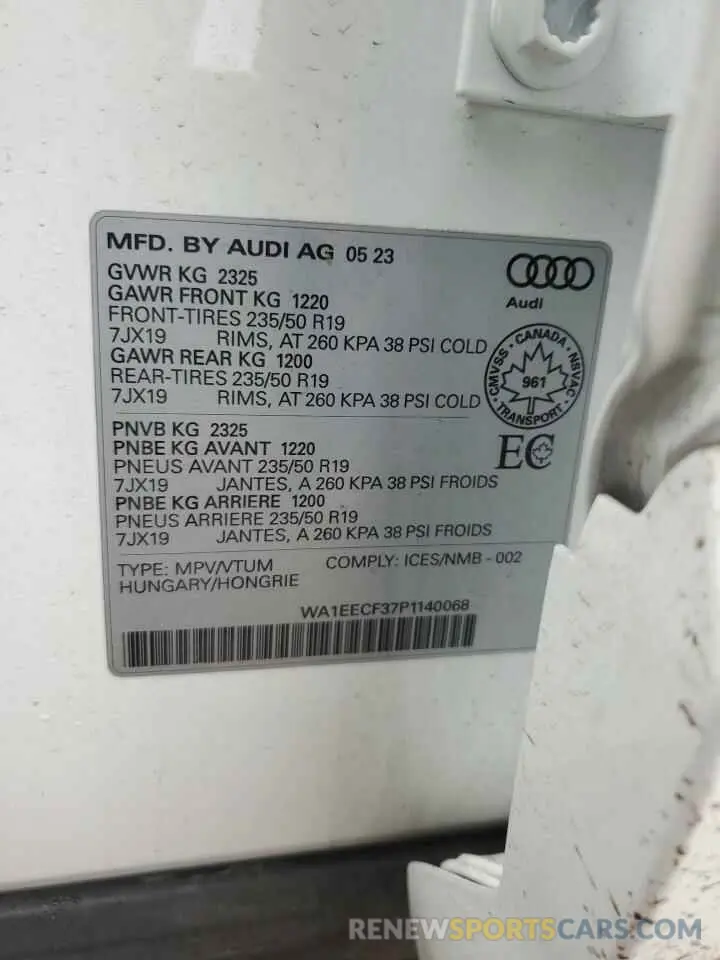 MFD. BY AUDI AG 05 23
GVWR KG 2325
GAWR FRONT KG 1220
FRONT-TIRES 235/50 R19
7JX19 RIMS, AT 260 KPA 38 PSI COLD
GAWR REAR KG 1200
REAR-TIRES 235/50 R19
7JX19 RIMS, AT 260 KPA 38 PSI COLD
Audi
CMVSS - CANADA - NSVAC
961
TRANSPORT
PNVB KG 2325
PNBE KG AVANT 1220
PNEUS AVANT 235/50 R19
7JX19 JANTES, A 260 KPA 38 PSI FROIDS
PNBE KG ARRIERE 1200
PNEUS ARRIERE 235/50 R19
7JX19 JANTES, A 260 KPA 38 PSI FROIDS
EC
TYPE: MPV/VTUM COMPLY: ICES/NMB - 002
HUNGARY/HONGRIE
WA1EECF37P1140068
RENEWSPORTSCARS.COM